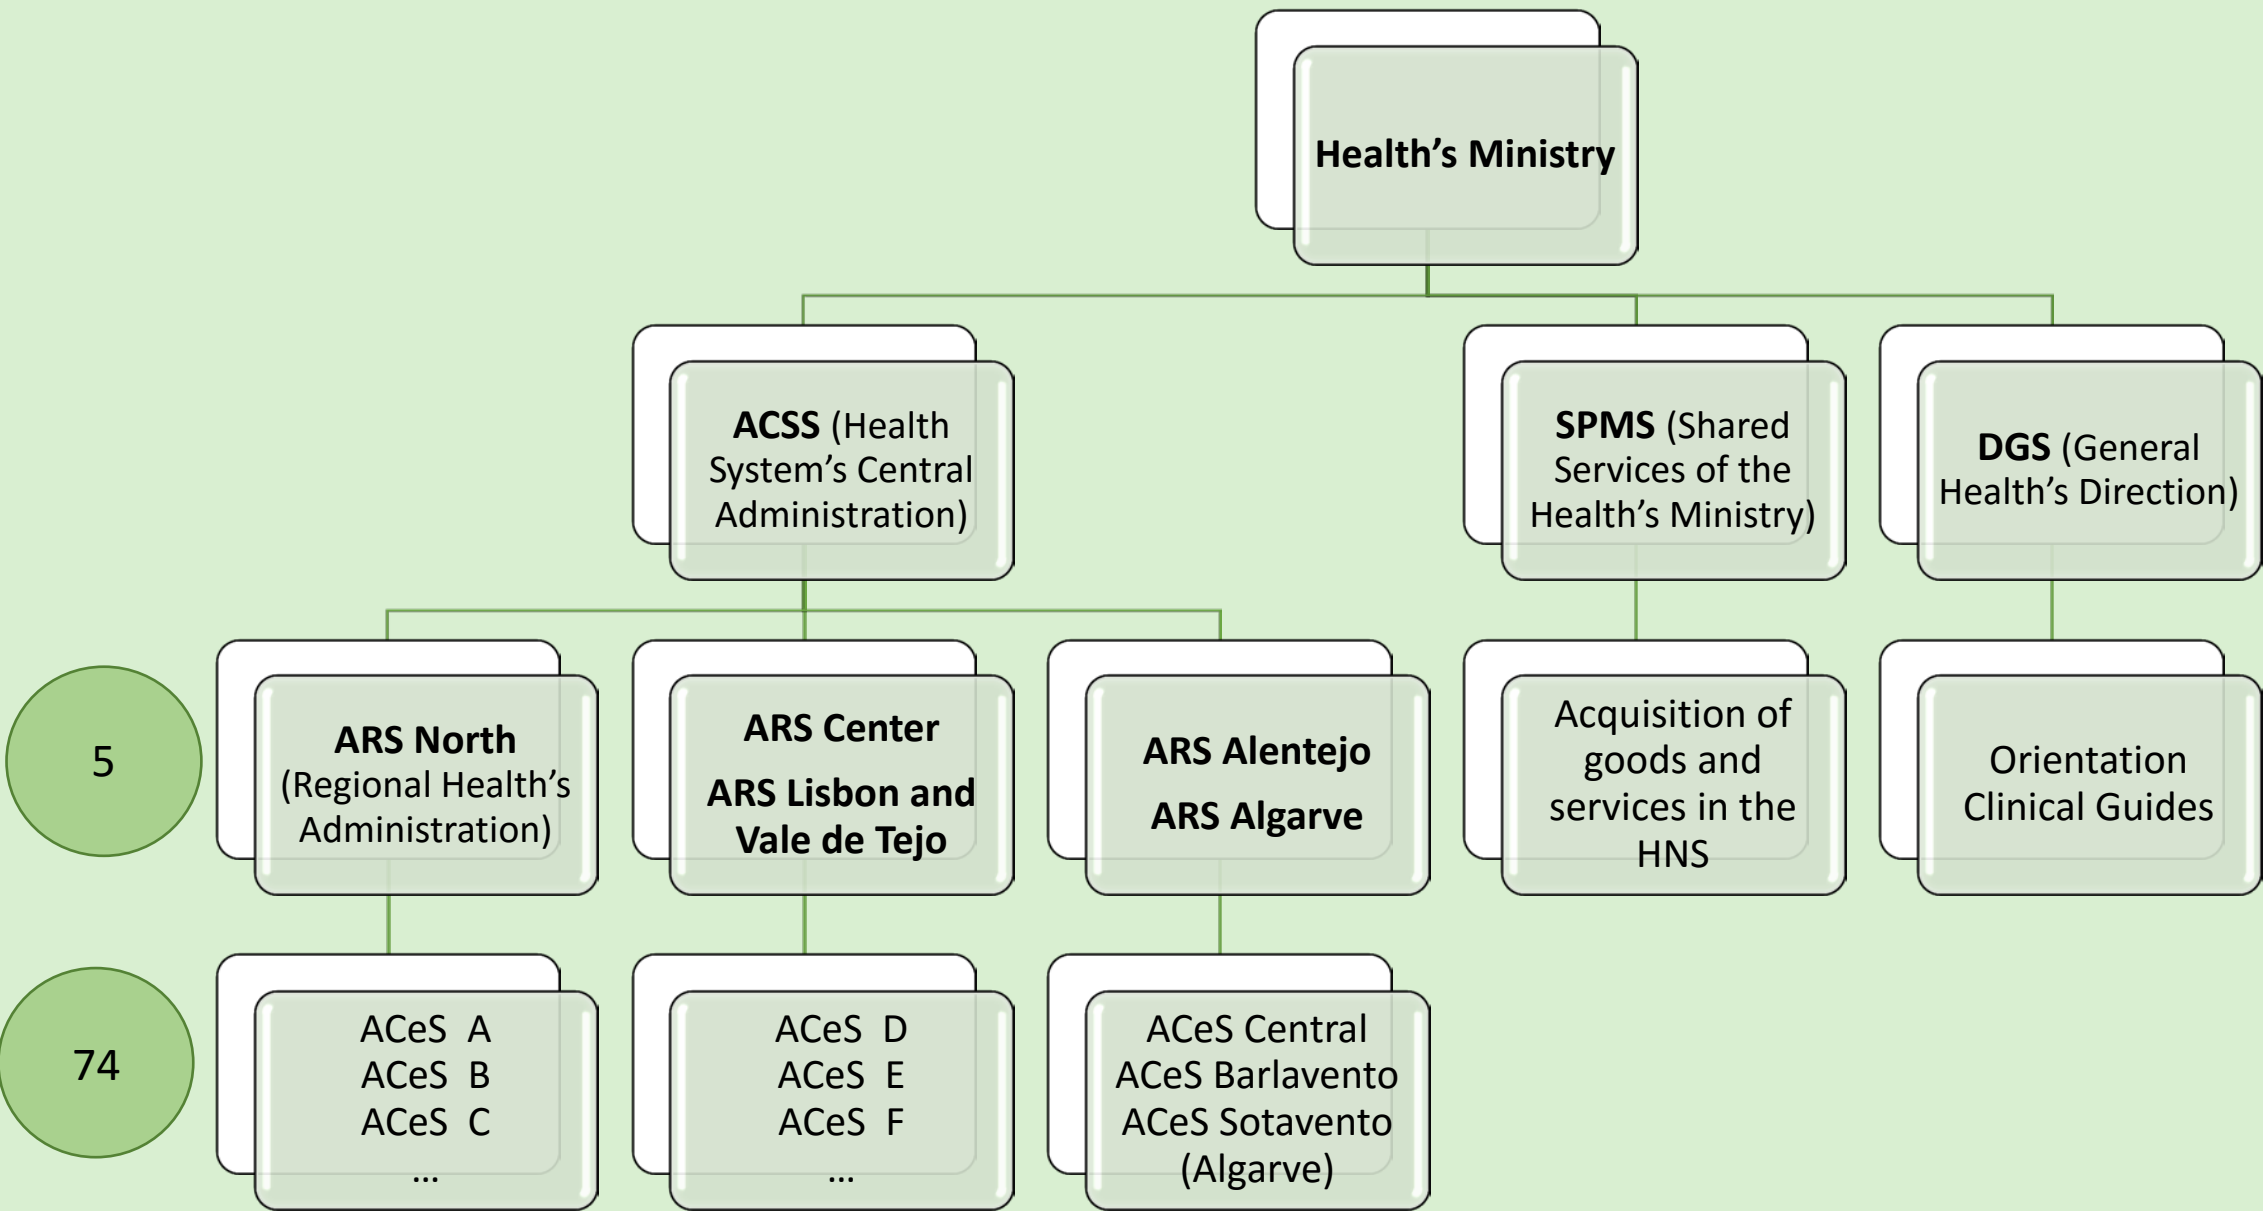 Health’s Ministry
ACSS (Health
System’s Central
Administration)
SPMS (Shared
Services of the
Health’s Ministry)
DGS (General
Health’s Direction)
5
ARS North
(Regional Health’s
Administration)
ARS Center
ARS Lisbon and
Vale de Tejo
ARS Alentejo
ARS Algarve
Acquisition of
goods and
services in the
HNS
Orientation
Clinical Guides
74
ACeS A
ACeS B
ACeS C
...
ACeS D
ACeS E
ACeS F
...
ACeS Central
ACeS Barlavento
ACeS Sotavento
(Algarve)